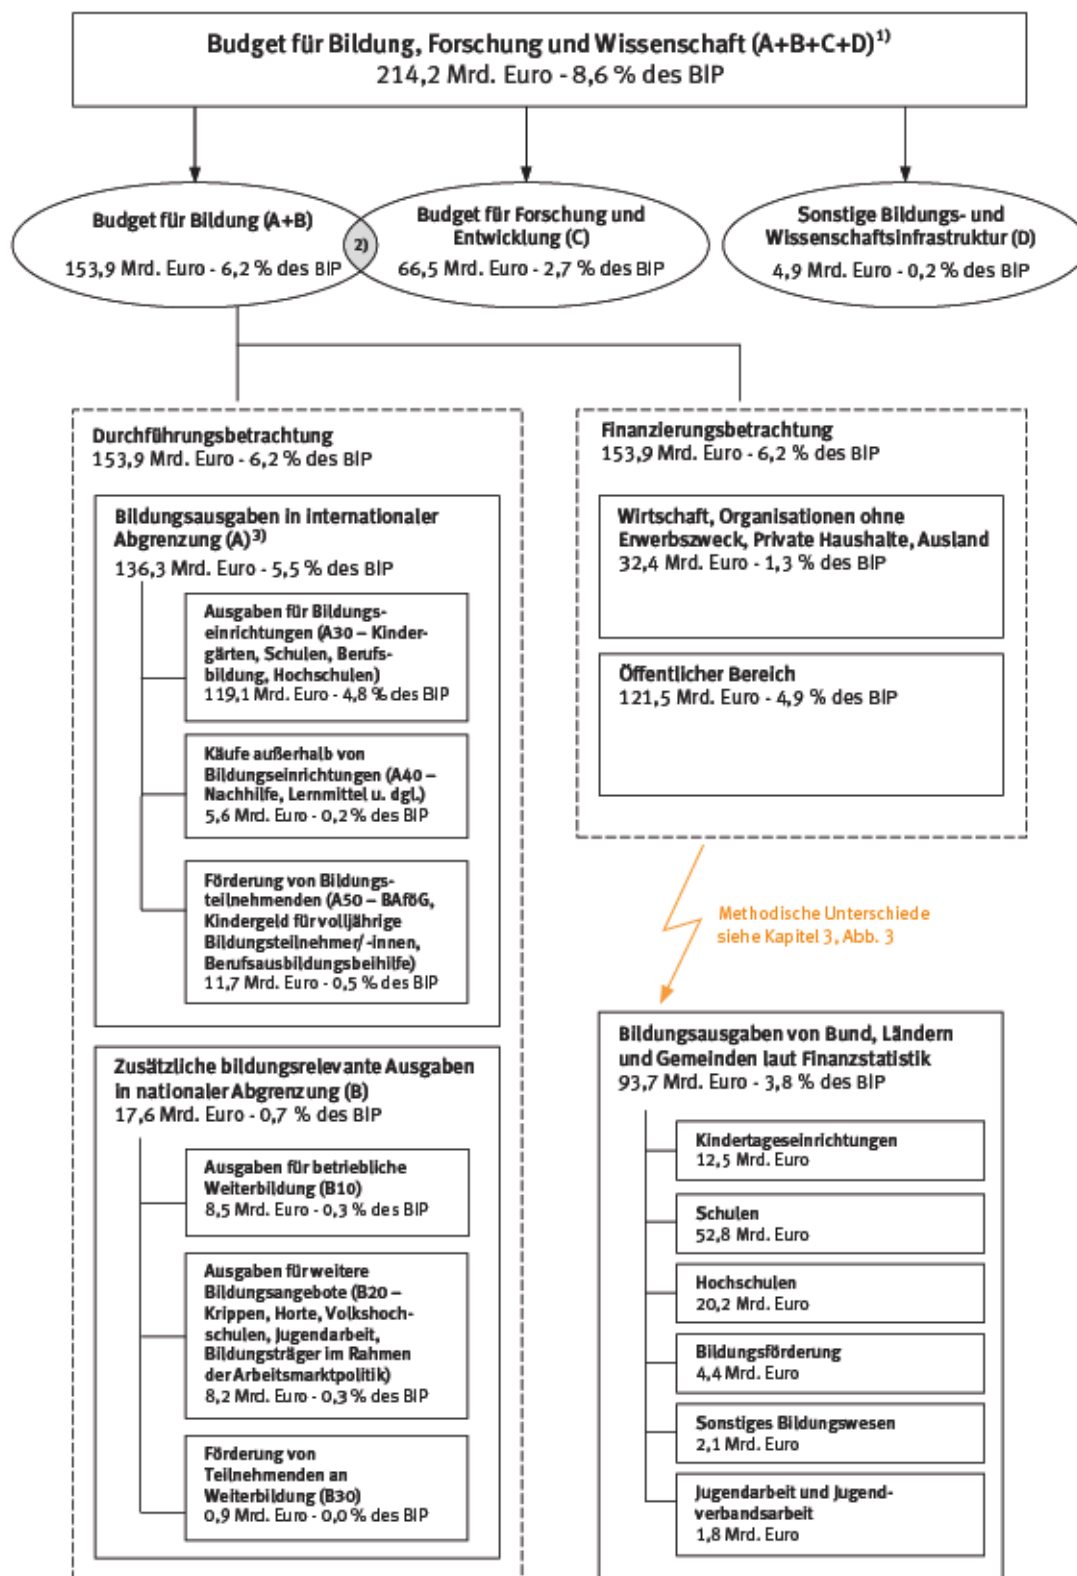 Budget für Bildung, Forschung und Wissenschaft (A+B+C+D)1)
214,2 Mrd. Euro - 8,6 % des BIP
Budget für Bildung (A+B)
153,9 Mrd. Euro - 6,2 % des BIP
2)
Budget für Forschung und
Entwicklung (C)
66,5 Mrd. Euro - 2,7 % des BIP
Sonstige Bildungs- und
Wissenschaftsinfrastruktur (D)
4,9 Mrd. Euro - 0,2 % des BIP
Durchführungsbetrachtung
153,9 Mrd. Euro - 6,2 % des BIP
Bildungsausgaben in internationaler
Abgrenzung (A)3)
136,3 Mrd. Euro - 5,5 % des BIP
Ausgaben für Bildungs-
einrichtungen (A30 – Kinder-
gärten, Schulen, Berufs-
bildung, Hochschulen)
119,1 Mrd. Euro - 4,8 % des BIP
Käufe außerhalb von
Bildungseinrichtungen (A40 –
Nachhilfe, Lernmittel u. dgl.)
5,6 Mrd. Euro - 0,2 % des BIP
Förderung von Bildungs-
teilnehmenden (A50 – BAföG,
Kindergeld für volljährige
Bildungsteilnehmer/-innen,
Berufsausbildungsbeihilfe)
11,7 Mrd. Euro - 0,5 % des BIP
Zusätzliche bildungsrelevante Ausgaben
in nationaler Abgrenzung (B)
17,6 Mrd. Euro - 0,7 % des BIP
Ausgaben für betriebliche
Weiterbildung (B10)
8,5 Mrd. Euro - 0,3 % des BIP
Ausgaben für weitere
Bildungsangebote (B20 –
Krippen, Horte, Volkshoch-
schulen, Jugendarbeit,
Bildungsträger im Rahmen
der Arbeitsmarktpolitik)
8,2 Mrd. Euro - 0,3 % des BIP
Förderung von
Teilnehmenden an
Weiterbildung (B30)
0,9 Mrd. Euro - 0,0 % des BIP
Finanzierungsbetrachtung
153,9 Mrd. Euro - 6,2 % des BIP
Wirtschaft, Organisationen ohne
Erwerbszweck, Private Haushalte, Ausland
32,4 Mrd. Euro - 1,3 % des BIP
Öffentlicher Bereich
121,5 Mrd. Euro - 4,9 % des BIP
Methodische Unterschiede
siehe Kapitel 3, Abb. 3
Bildungsausgaben von Bund, Ländern
und Gemeinden laut Finanzstatistik
93,7 Mrd. Euro - 3,8 % des BIP
Kindertageseinrichtungen
12,5 Mrd. Euro
Schulen
52,8 Mrd. Euro
Hochschulen
20,2 Mrd. Euro
Bildungsförderung
4,4 Mrd. Euro
Sonstiges Bildungswesen
2,1 Mrd. Euro
Jugendarbeit und Jugend-
verbandsarbeit
1,8 Mrd. Euro